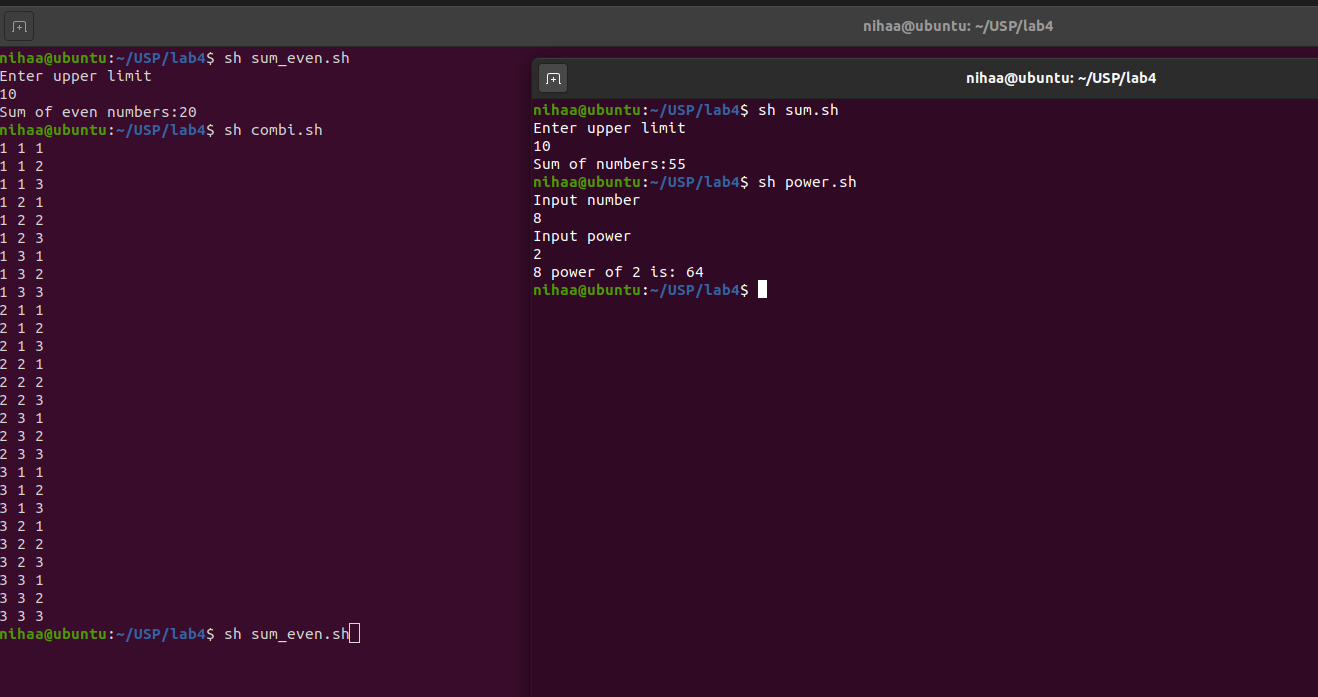 nihaa@ubuntu: ~/USP/lab4
nihaa@ubuntu:~/USP/lab4$ sh sum_even.sh
Enter upper limit
10
Sum of even numbers:20
nihaa@ubuntu:~/USP/lab4$ sh combi.sh
1 1 1
1 1 2
1 1 3
1 2 1
1 2 2
1 2 3
1 3 1
1 3 2
1 3 3
2 1 1
2 1 2
2 1 3
2 2 1
2 2 2
2 2 3
2 3 1
2 3 2
2 3 3
3 1 1
3 1 2
3 1 3
3 2 1
3 2 2
3 2 3
3 3 1
3 3 2
3 3 3
nihaa@ubuntu:~/USP/lab4$ sh sum_even.sh
nihaa@ubuntu: ~/USP/lab4
nihaa@ubuntu:~/USP/lab4$ sh sum.sh
Enter upper limit
10
Sum of numbers:55
nihaa@ubuntu:~/USP/lab4$ sh power.sh
Input number
8
Input power
2
8 power of 2 is: 64
nihaa@ubuntu:~/USP/lab4$